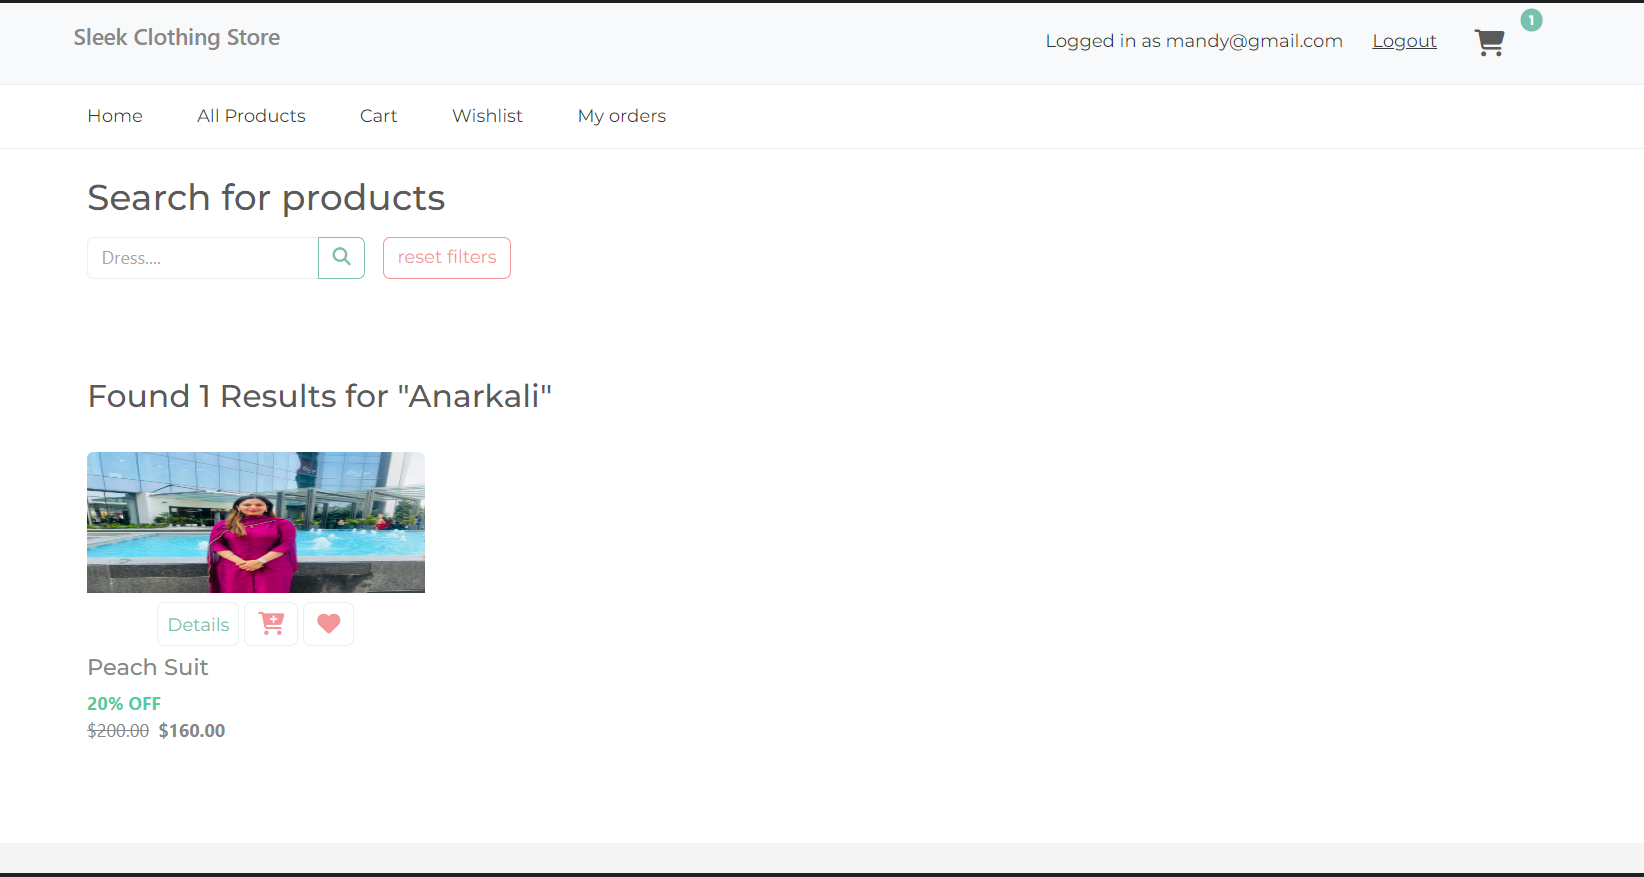 Sleek Clothing Store
Logged in as mandy@gmail.com Logout 1
Home All Products Cart Wishlist My orders
Search for products
Dress.... reset filters
Found 1 Results for "Anarkali"
Details
Peach Suit
20% OFF
$200.00 $160.00